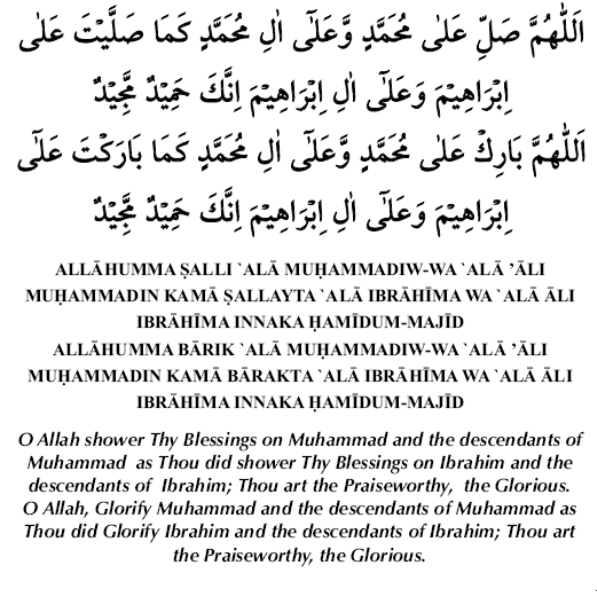 اَللّٰهُمَّ صَلِّ عَلٰى مُحَمَّدٍ وَّعَلٰٓى اٰلِ مُحَمَّدٍ كَمَا صَلَّيْتَ عَلٰٓى
اِبْرَاهِيْمَ وَعَلٰٓى اٰلِ اِبْرَاهِيْمَ اِنَّكَ حَمِيْدٌ مَّجِيْدٌ
اَللّٰهُمَّ بَارِكْ عَلٰى مُحَمَّدٍ وَّعَلٰٓى اٰلِ مُحَمَّدٍ كَمَا بَارَكْتَ عَلٰٓى
اِبْرَاهِيْمَ وَعَلٰٓى اٰلِ اِبْرَاهِيْمَ اِنَّكَ حَمِيْدٌ مَّجِيْدٌ
ALLĀHUMMA ṢALLI `ALĀ MUḤAMMADIW-WA `ALĀ ’ĀLI
MUḤAMMADIN KAMĀ ṢALLAYTA `ALĀ IBRĀHĪMA WA `ALĀ ĀLI
IBRĀHĪMA INNAKA ḤAMĪDUM-MAJĪD
ALLĀHUMMA BĀRIK `ALĀ MUḤAMMADIW-WA `ALĀ ’ĀLI
MUḤAMMADIN KAMĀ BĀRAKTA `ALĀ IBRĀHĪMA WA `ALĀ ĀLI
IBRĀHĪMA INNAKA ḤAMĪDUM-MAJĪD
O Allah shower Thy Blessings on Muhammad and the descendants of
Muhammad as Thou did shower Thy Blessings on Ibrahim and the
descendants of Ibrahim; Thou art the Praiseworthy, the Glorious.
O Allah, Glorify Muhammad and the descendants of Muhammad as
Thou did Glorify Ibrahim and the descendants of Ibrahim; Thou art
the Praiseworthy, the Glorious.